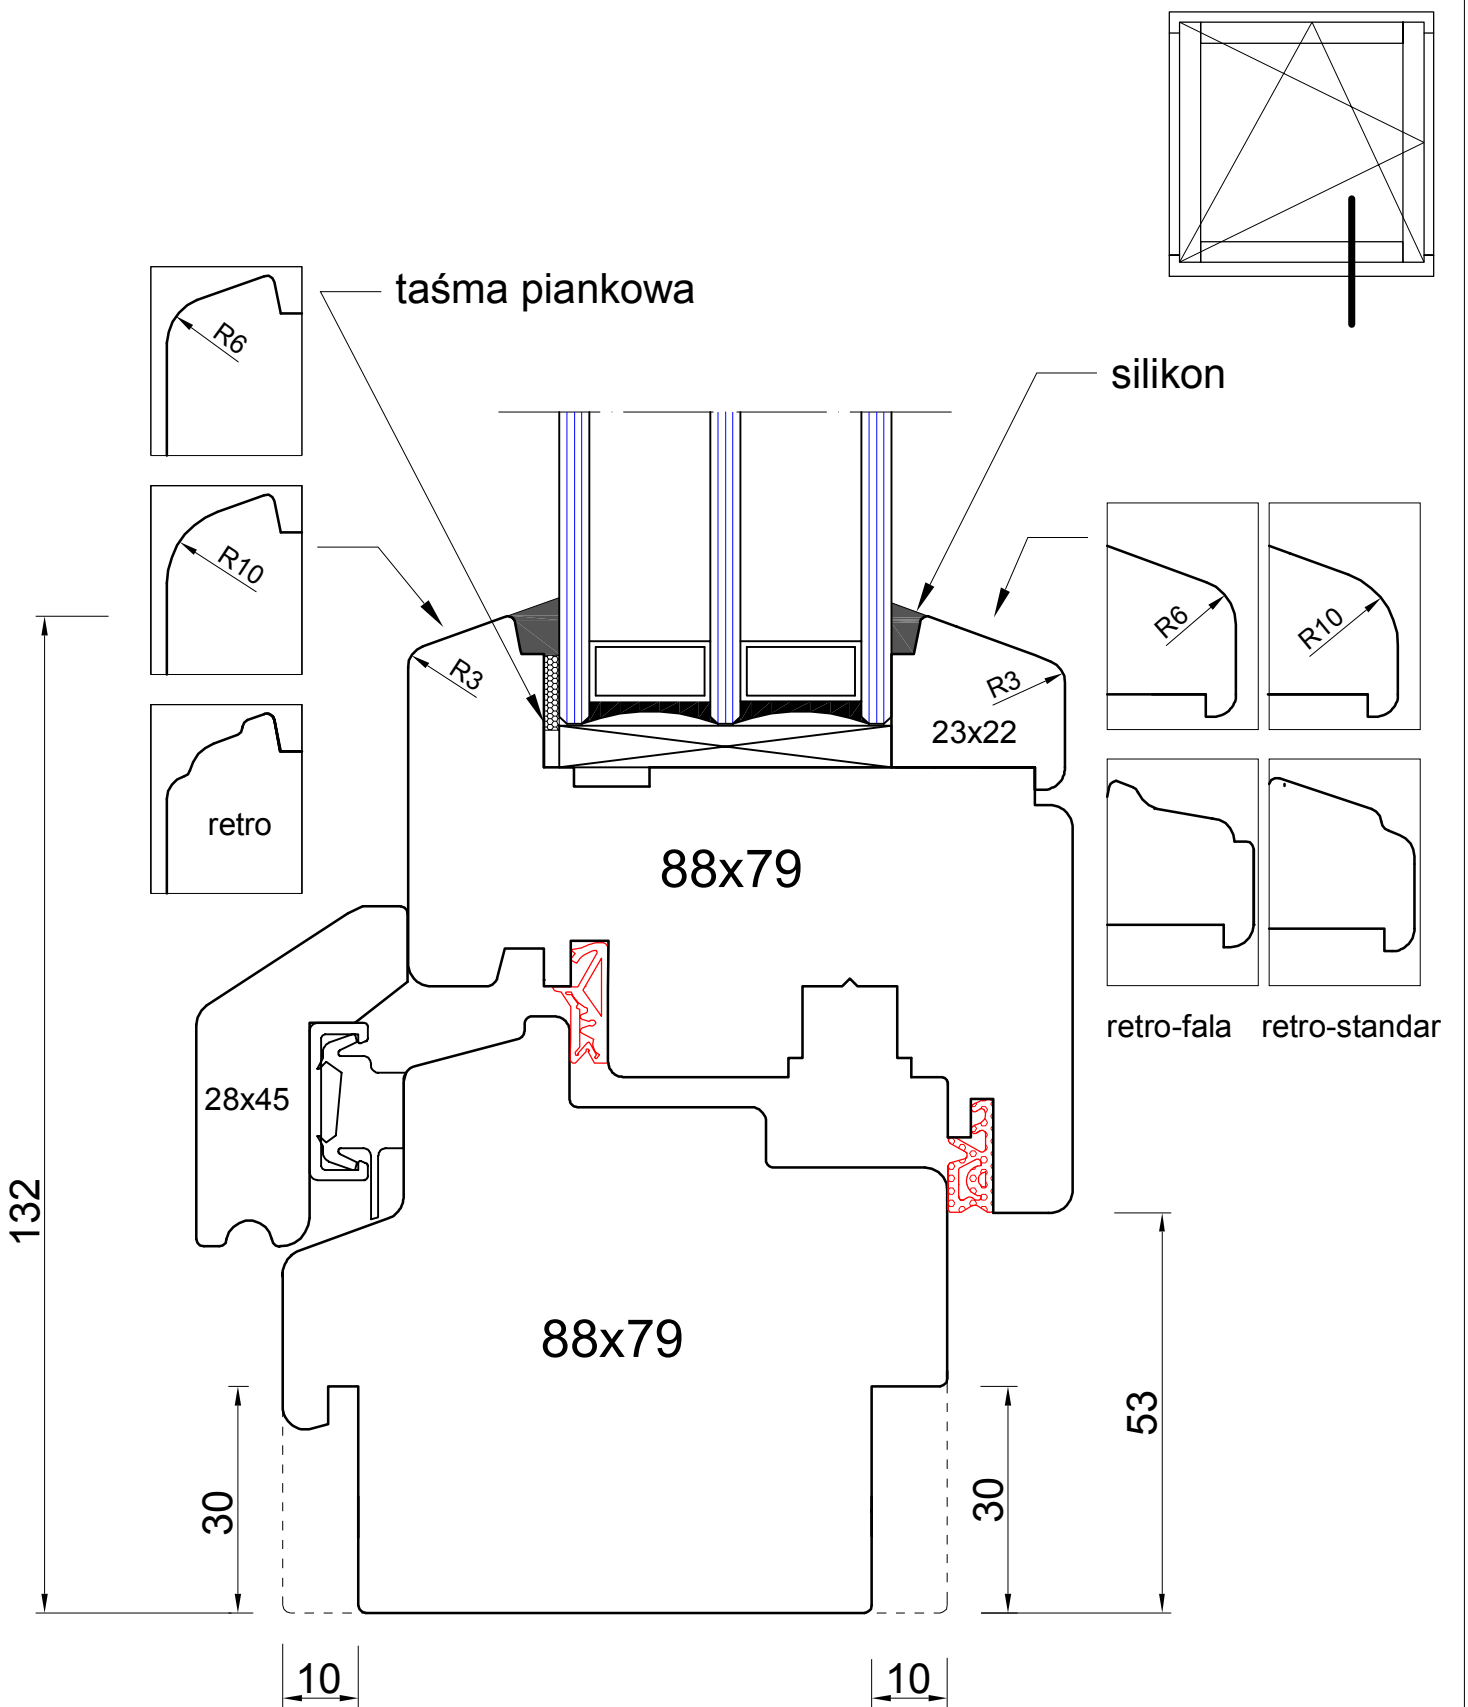 taśma piankowa
silikon
R6
R10
retro
R3
R3
23x22
R6
R10
88x79
retro-fala
retro-standar
28x45
132
88x79
53
30
30
10
10